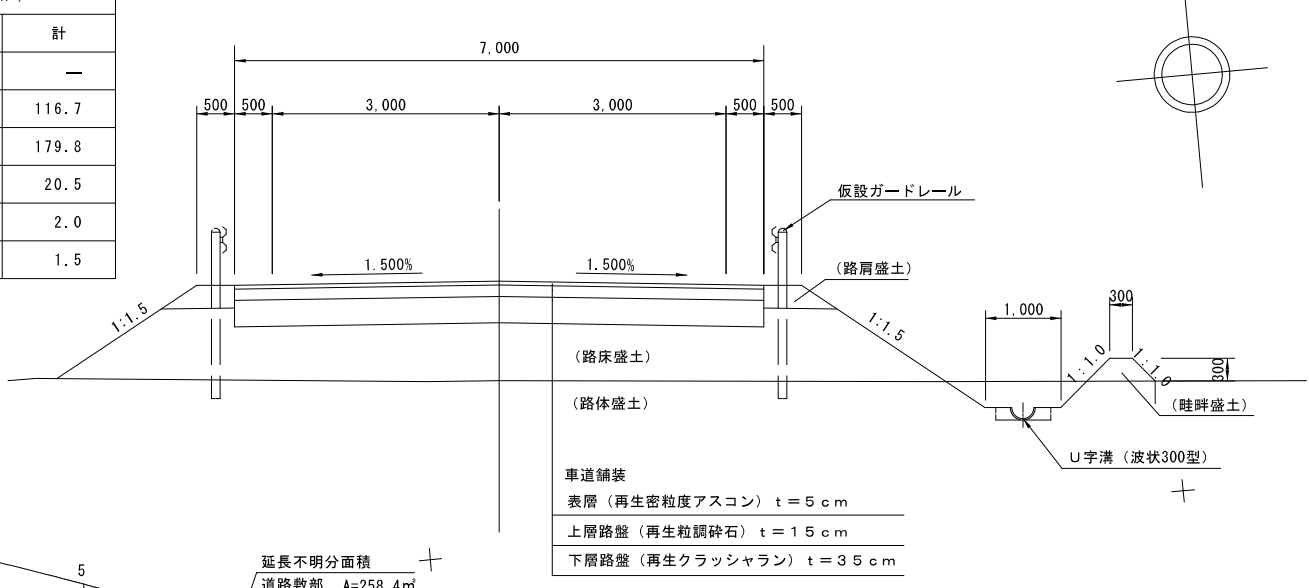 計
—
116.7
179.8
20.5
2.0
1.5
7,000
500 500 3,000 3,000 500 500
仮設ガードレール
1.500% 1.500%
(路肩盛土)
1:1.5
1:1.5
1,000
300
1:1.0
1:1.0
300
(路床盛土)
(路体盛土)
(畦畔盛土)
U字溝（波状300型）
車道舗装
表層（再生密粒度アスコン）ｔ＝５ｃｍ
上層路盤（再生粒調砕石）ｔ＝１５ｃｍ
下層路盤（再生クラッシャラン）ｔ＝３５ｃｍ
5
延長不明分面積
道路敷部 A=258.4㎡